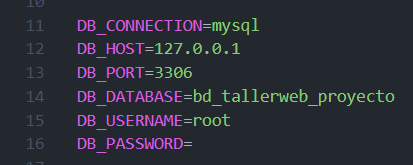 11 DB_CONNECTION=mysql
12 DB_HOST=127.0.0.1
13 DB_PORT=3306
14 DB_DATABASE=bd_tallerweb_proyecto
15 DB_USERNAME=root
16 DB_PASSWORD=